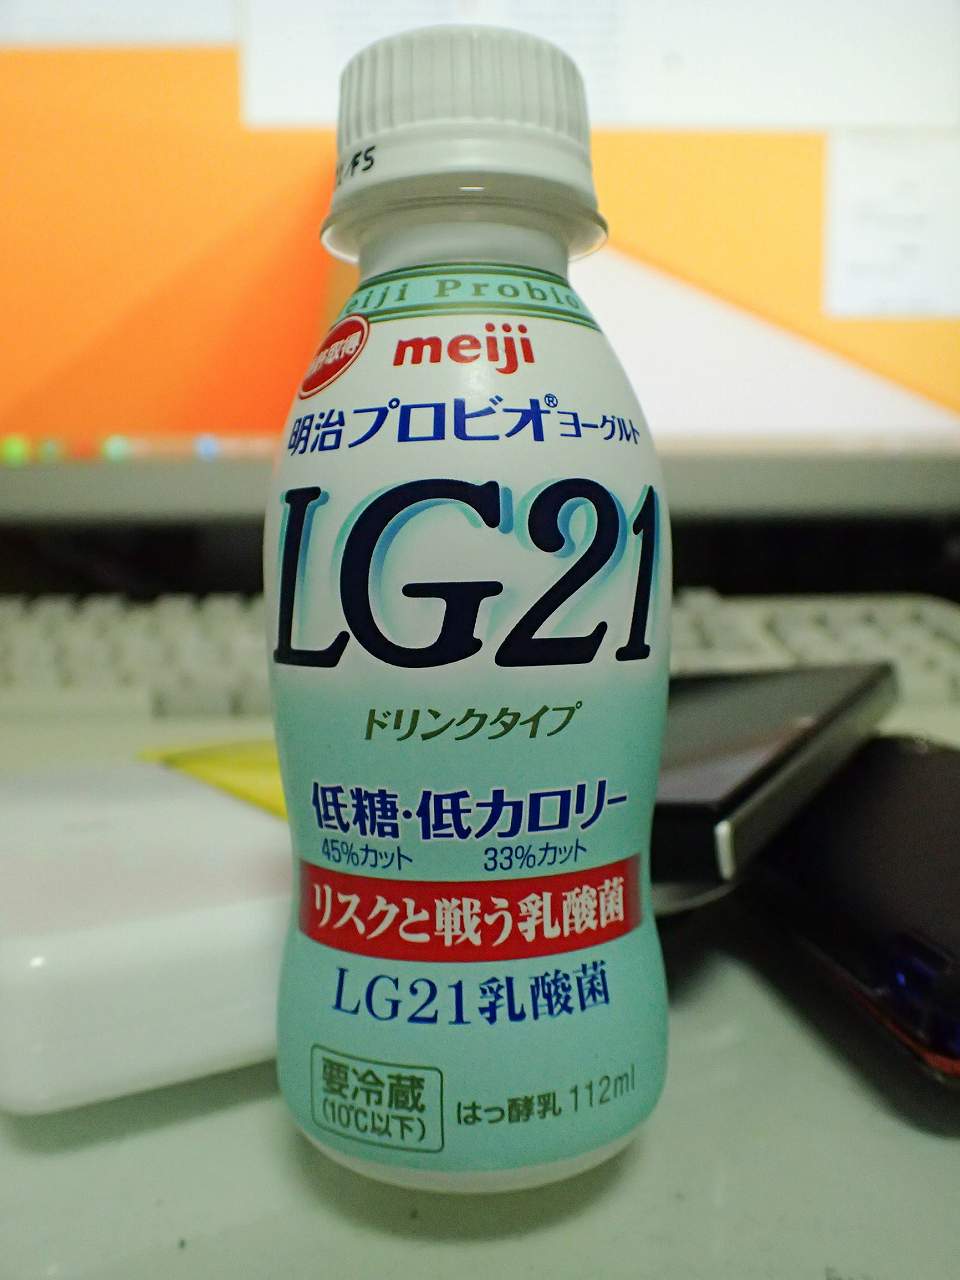 /F5
eiji Probio
取得
meiji
明治プロビオ®ヨーグルト
LG21
ドリンクタイプ
低糖・低カロリー
45%カット 33%カット
リスクと戦う乳酸菌
LG21乳酸菌
要冷蔵
(10℃以下)
はっ酵乳 112ml